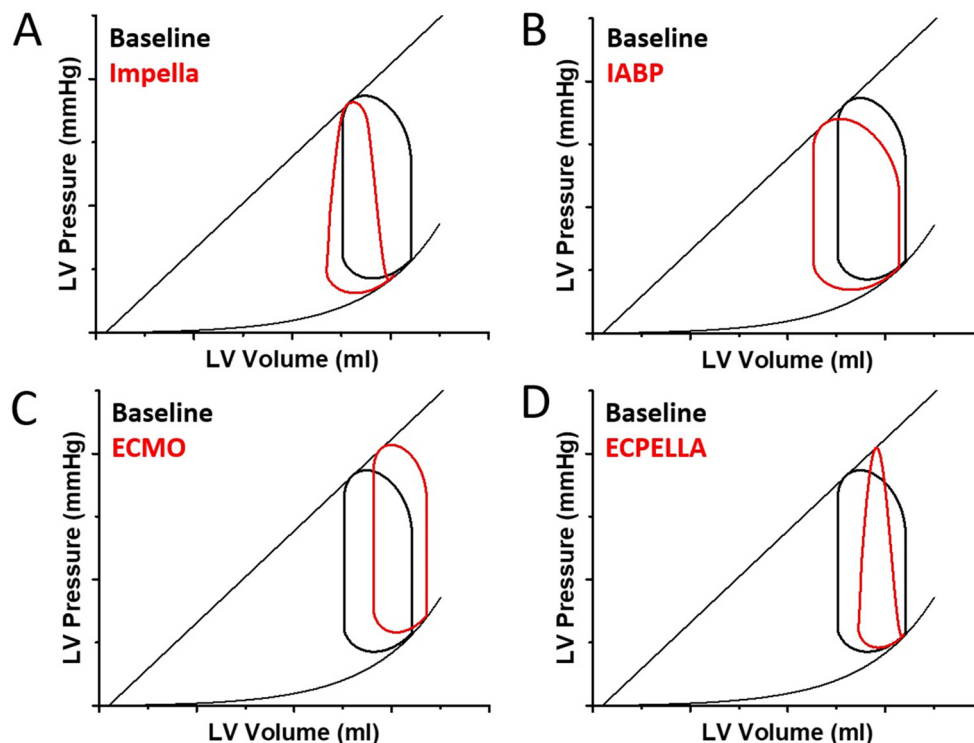 A
Baseline
Impella
LV Pressure (mmHg)
LV Volume (ml)
B
Baseline
IABP
LV Pressure (mmHg)
LV Volume (ml)
C
Baseline
ECMO
LV Pressure (mmHg)
LV Volume (ml)
D
Baseline
ECPELLA
LV Pressure (mmHg)
LV Volume (ml)